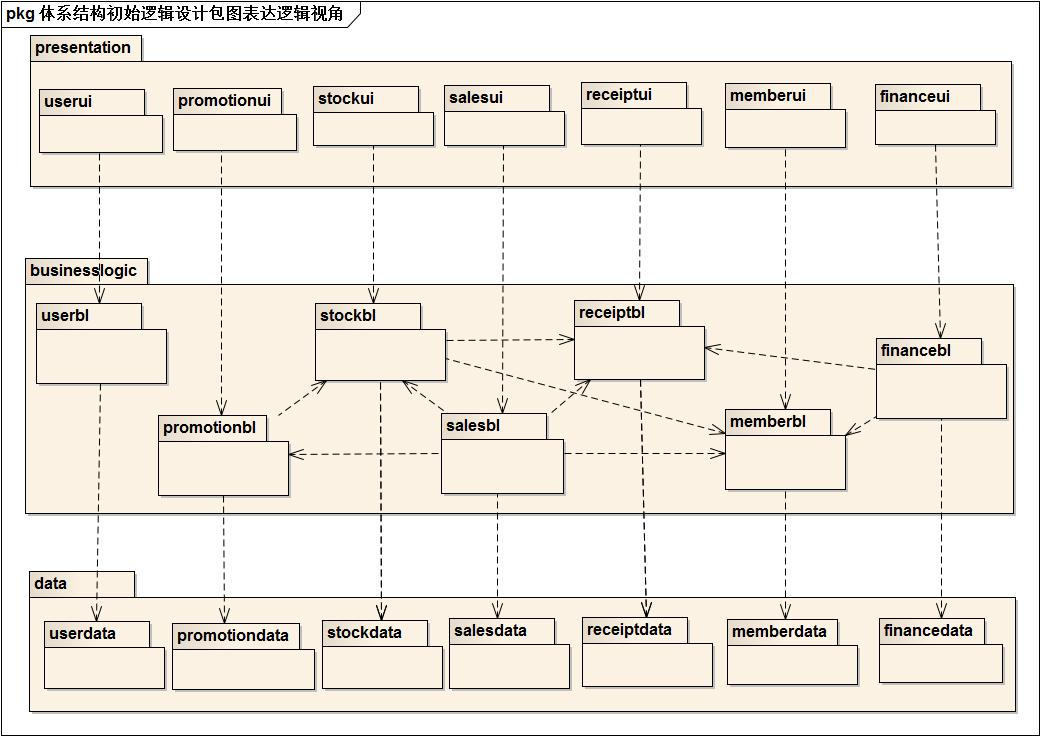 pkg 体系结构初始逻辑设计包图表达逻辑视角
presentation
userui
promotionui
stockui
salesui
receiptui
memberui
financeui
businesslogic
userbl
stockbl
receiptbl
financebl
promotionbl
salesbl
memberbl
data
userdata
promotiondata
stockdata
salesdata
receiptdata
memberdata
financedata